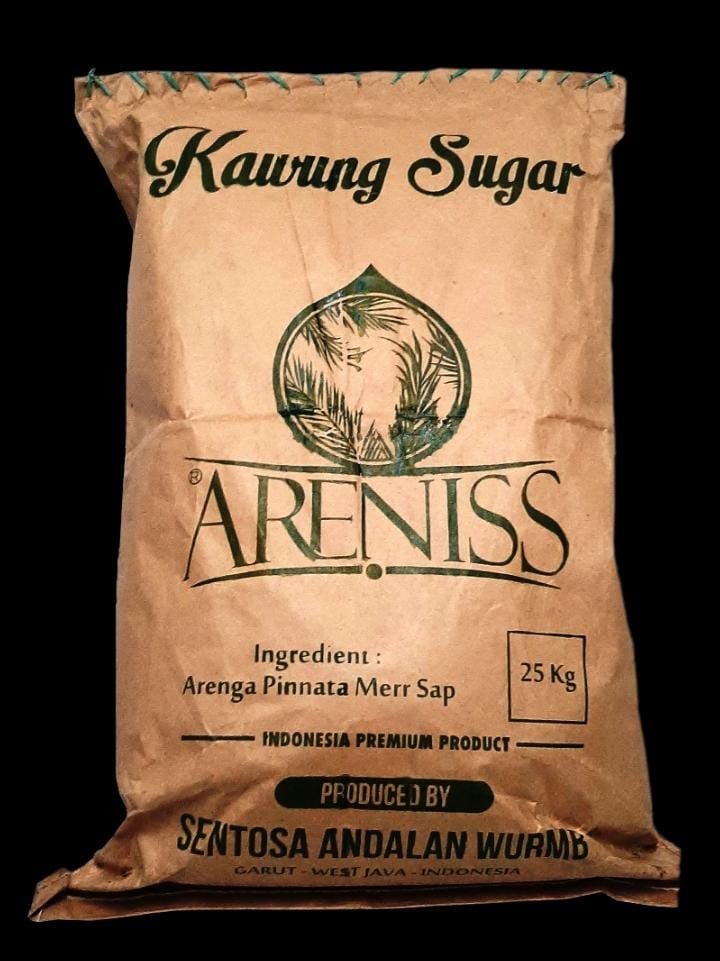 Kawung Sugar
® ARENISS
Ingredient :
Arenga Pinnata Merr Sap
25 Kg
INDONESIA PREMIUM PRODUCT
PRODUCED BY
SENTOSA ANDALAN WURMB
GARUT - WEST JAVA - INDONESIA